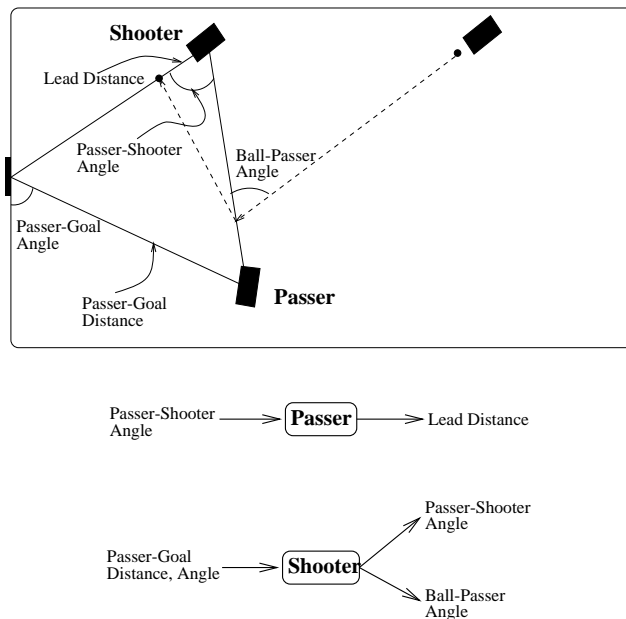 Shooter
Lead Distance
Passer-Shooter
Angle
Ball-Passer
Angle
Passer-Goal
Angle
Passer-Goal
Distance
Passer
Passer-Shooter
Angle
Passer
Lead Distance
Passer-Goal
Distance, Angle
Shooter
Passer-Shooter
Angle
Ball-Passer
Angle